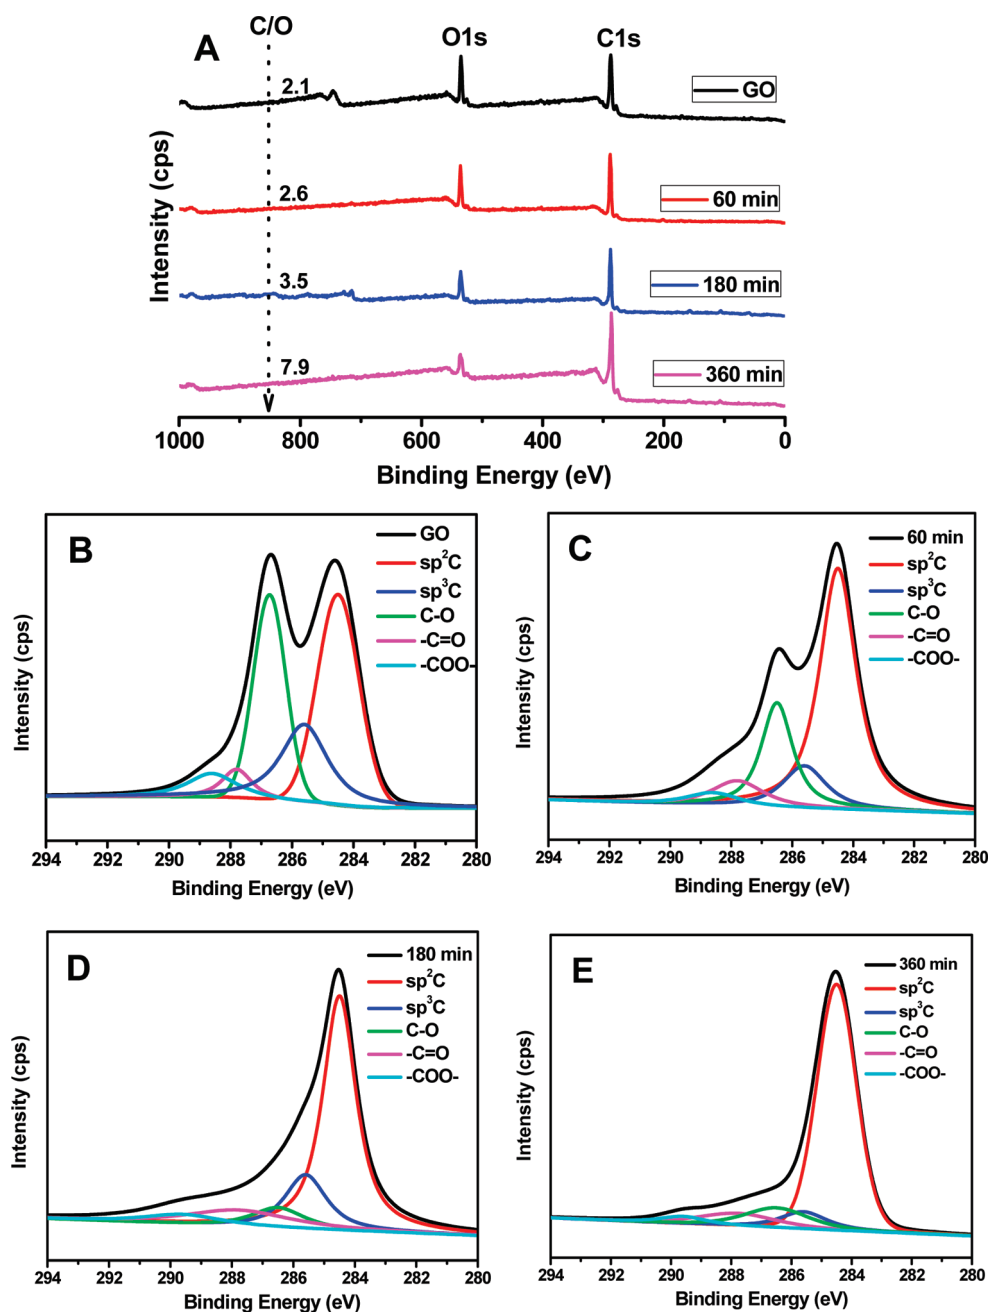 A
C/O
O1s
C1s
2.1
GO
2.6
60 min
3.5
180 min
7.9
360 min
Intensity (cps)
1000 800 600 400 200 0
Binding Energy (eV)
B
GO
sp²C
sp³C
C-O
-C=O
-COO-
Intensity (cps)
294 292 290 288 286 284 282 280
Binding Energy (eV)
C
60 min
sp²C
sp³C
C-O
-C=O
-COO-
Intensity (cps)
294 292 290 288 286 284 282 280
Binding Energy (eV)
D
180 min
sp²C
sp³C
C-O
-C=O
-COO-
Intensity (cps)
294 292 290 288 286 284 282 280
Binding Energy (eV)
E
360 min
sp²C
sp³C
C-O
-C=O
-COO-
Intensity (cps)
294 292 290 288 286 284 282 280
Binding Energy (eV)